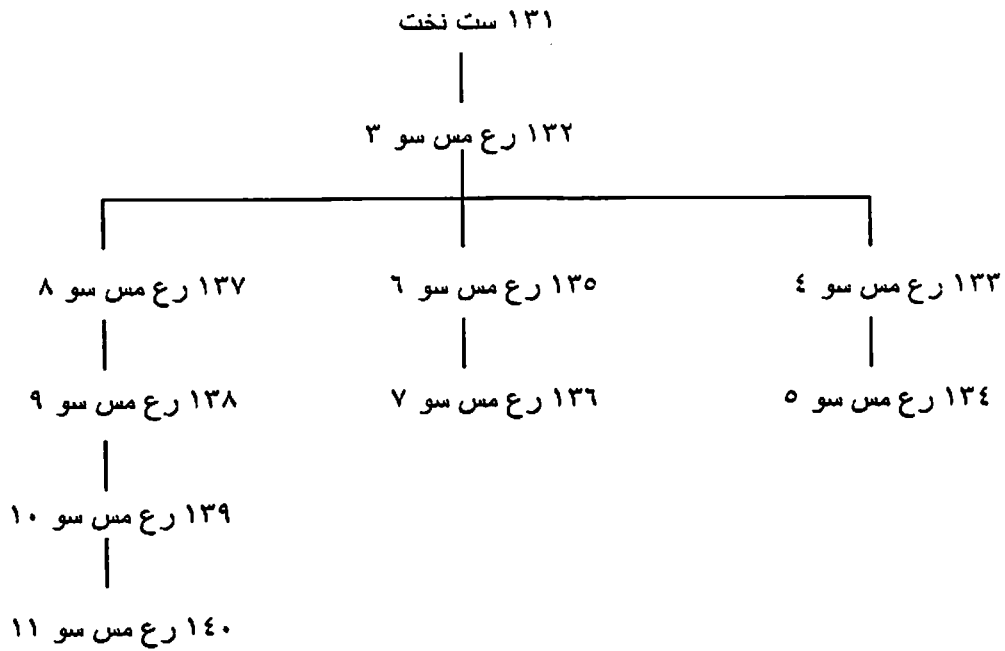 ١٣١ ست نخت
١٣٢ رع مس سو ٣
١٣٣ رع مس سو ٤
١٣٥ رع مس سو ٦
١٣٧ رع مس سو ٨
١٣٤ رع مس سو ٥
١٣٦ رع مس سو ٧
١٣٨ رع مس سو ٩
١٣٩ رع مس سو ١٠
١٤٠ رع مس سو ١١